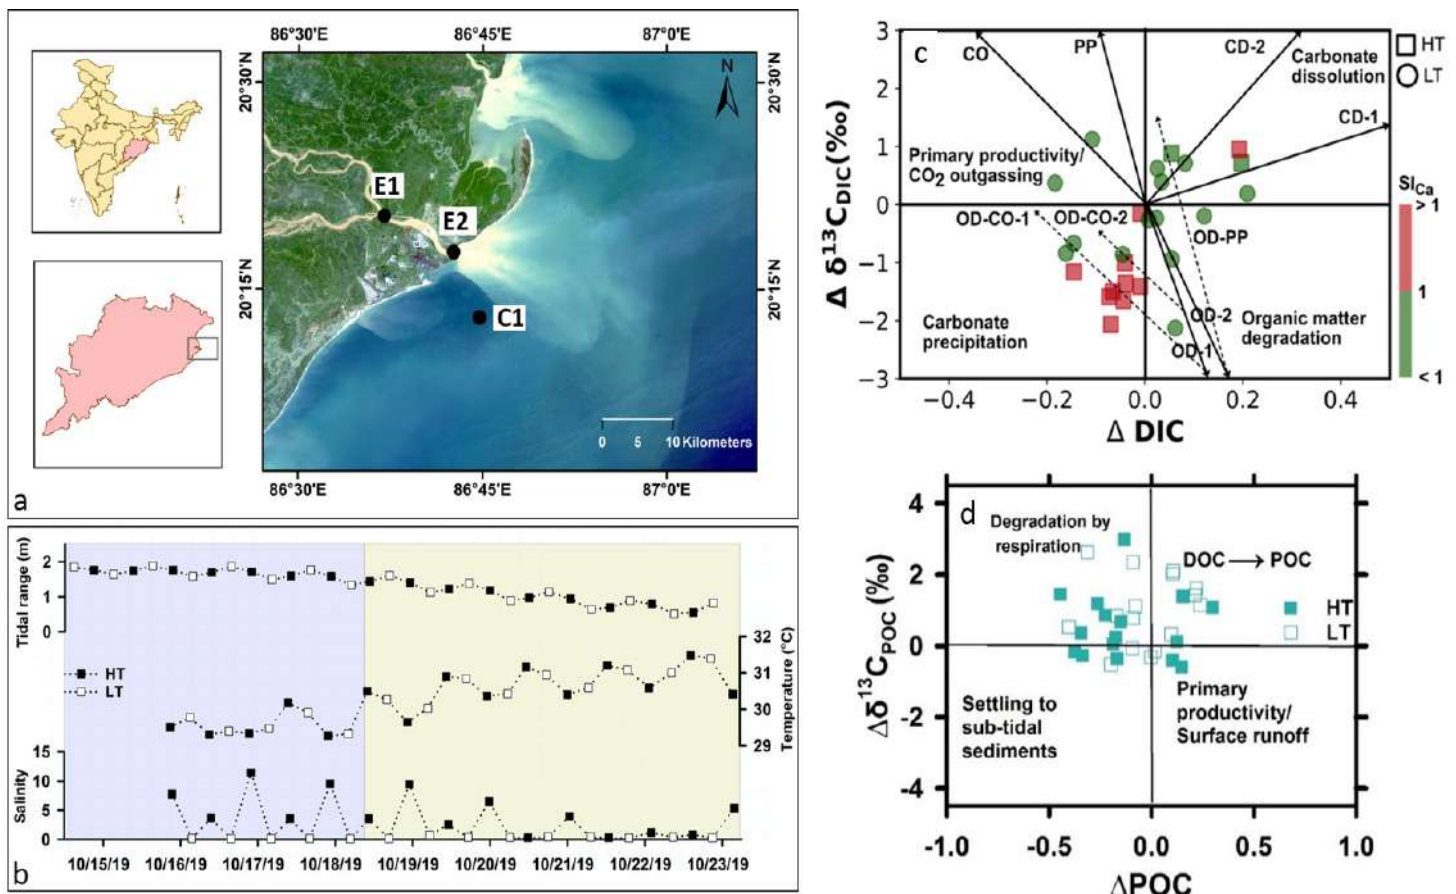 86°30'E 86°45'E 87°0'E
20°30'N
20°15'N
20°30'N
20°15'N
N
E1
E2
C1
0 5 10 Kilometers
86°30'E 86°45'E 87°0'E
a
Tidal range (m)
2
1
0
HT
LT
32
31
30
29
Temperature (°C)
Salinity
15
10
5
0
10/15/19 10/16/19 10/17/19 10/18/19 10/19/19 10/20/19 10/21/19 10/22/19 10/23/19
b
c
Δ δ¹³C_DIC(‰)
3
2
1
0
−1
−2
−3
CO PP CD-2
Carbonate
dissolution
CD-1
Primary productivity/
CO₂ outgassing
OD-CO-1 OD-CO-2
OD-PP
OD-2
OD-1
Carbonate
precipitation
Organic matter
degradation
−0.4 −0.2 0.0 0.2 0.4
Δ DIC
HT
LT
SI_Ca
> 1
1
< 1
d
Δδ¹³C_POC(‰)
4
2
0
-2
-4
Degradation by
respiration
DOC → POC
HT
LT
Settling to
sub-tidal
sediments
Primary
productivity/
Surface runoff
-1.0 -0.5 0.0 0.5 1.0
ΔPOC